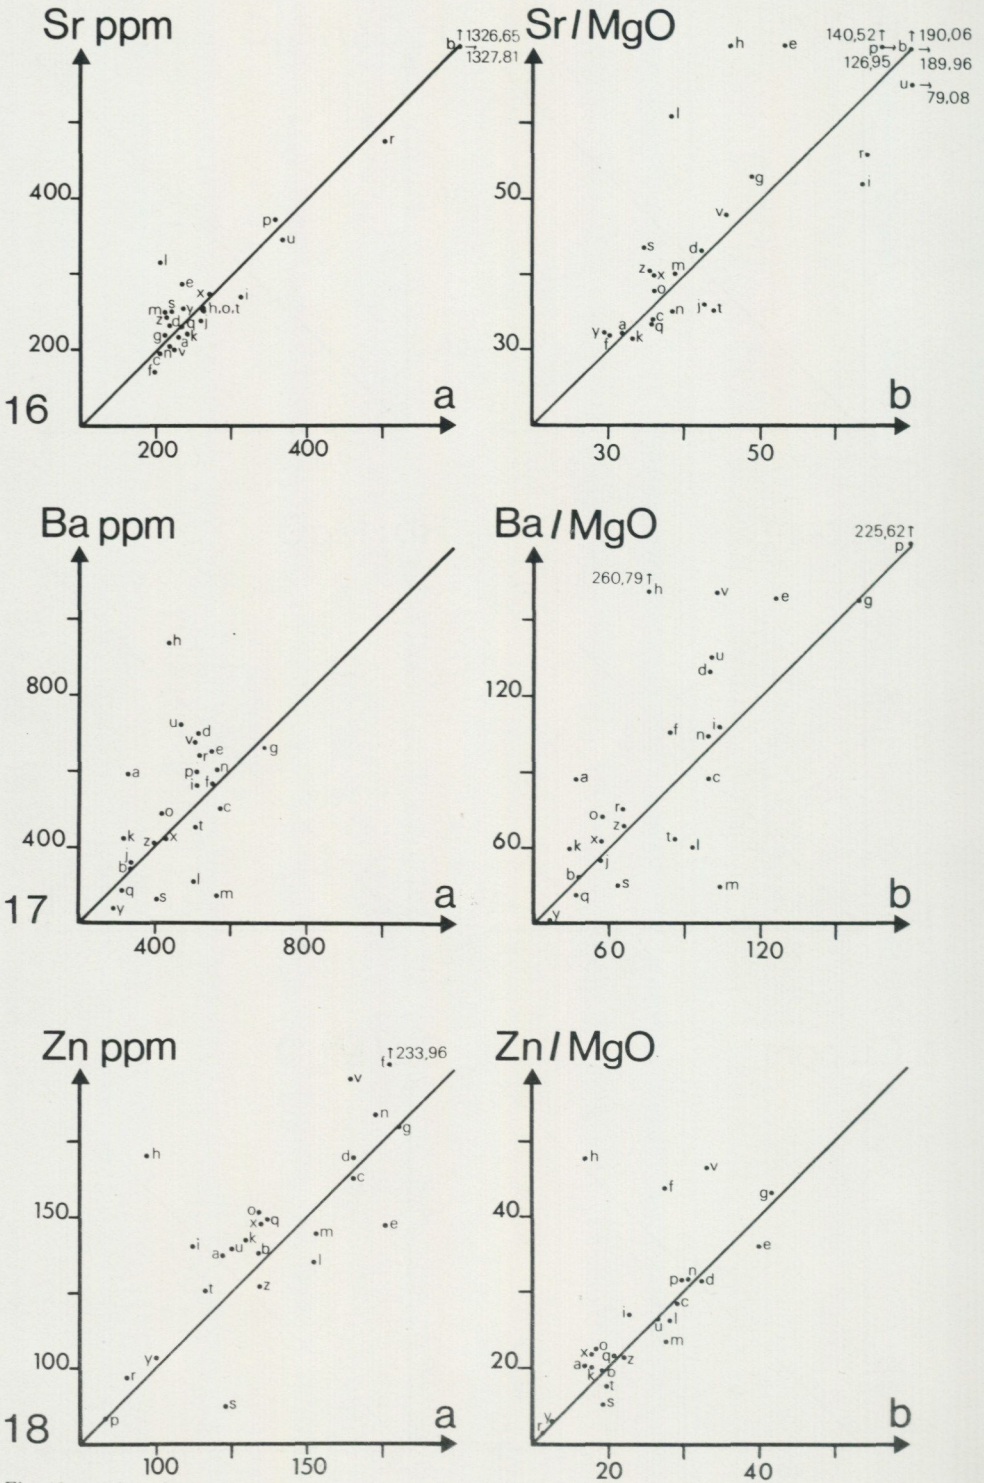 Sr ppm
↑1326,65
b →
1327,81
r
400
p
u
l
e
x
i
m s y h,o,t
z d q j
200 g a k
c n v
f
16
a
200 400
Sr/MgO
h e 140,52↑ p→ b ↑190,06 →
126,95 189,96
u →
79,08
l
r
i
50
g
v
s d
z x m
o
j t
n
c
q
y a
30 f k
b
30 50
Ba ppm
h
800
u d
v
r e g
a p n
i f
o c
t
400 k z x
j
b
q l
s m
y
17
a
400 800
Ba/MgO
225,62↑
p
260,79↑ h v e g
u
d
120
f i
n
a c
r
o
z
x t
60 k l
j
b
s m
q
y
b
60 120
Zn ppm
↑233,96
f
v
n
g
h d
c
150 o
x q e
k m
i u
a b l
t z
y
100 r
s
p
18
a
100 150
Zn/MgO
h v
f g
40
e
p n d
c
i l
u
m
x o
q z
20 a b
k
t
s
y
r
b
20 40